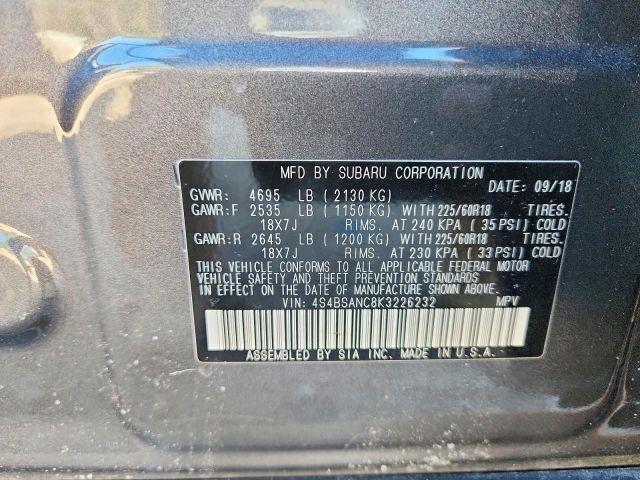 MFD BY SUBARU CORPORATION
DATE: 09/18
GVWR: 4695 LB (2130 KG)
GAWR:F 2535 LB (1150 KG) WITH 225/60R18 TIRES.
18X7J RIMS. AT 240 KPA (35 PSI) COLD
GAWR:R 2645 LB (1200 KG) WITH 225/60R18 TIRES.
18X7J RIMS. AT 230 KPA (33 PSI) COLD
THIS VEHICLE CONFORMS TO ALL APPLICABLE FEDERAL MOTOR
VEHICLE SAFETY AND THEFT PREVENTION STANDARDS
IN EFFECT ON THE DATE OF MANUFACTURE SHOWN ABOVE.
VIN: 4S4BSANC8K3226232 MPV
ASSEMBLED BY SIA INC. MADE IN U.S.A.